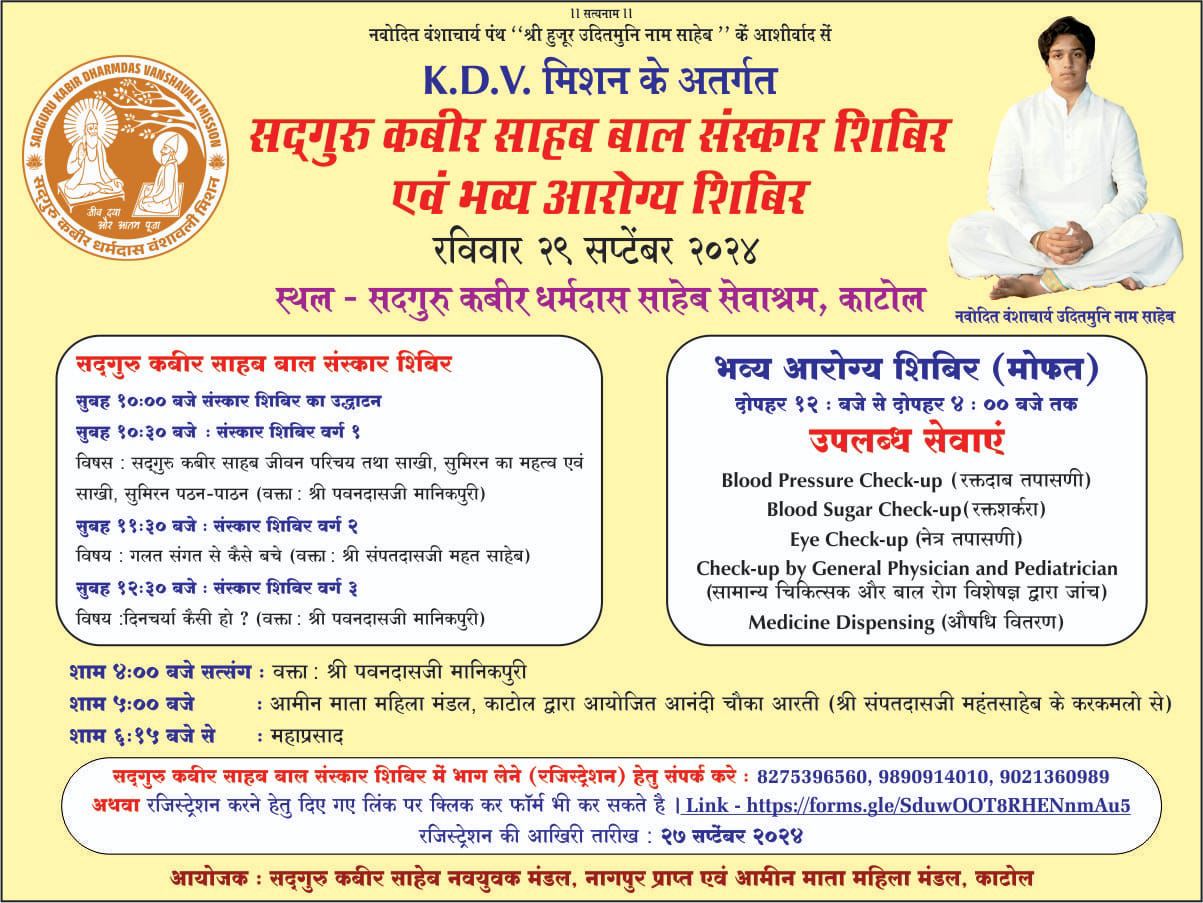 ।। सत्यनाम ।।
नवोदित वंशाचार्य पंथ ‘‘श्री हुजूर उदितमुनि नाम साहेब ’’ कें आशीर्वाद सें
K.D.V. मिशन के अतर्गत
सद्‌गुरु कबीर साहब बाल संस्कार शिबिर
एवं भव्य आरोग्य शिबिर
रविवार २९ सप्टेंबर २०२४
स्थल - सदगुरु कबीर धर्मदास साहेब सेवाश्रम, काटोल
SADGURU KABIR DHARMDAS VANSHAVALI MISSION
जीव दया
और आतम पूजा
सदगुरु कबीर धर्मदास वंशावली मिशन
नवोदित वंशाचार्य उदितमुनि नाम साहेब
सद्‌गुरु कबीर साहब बाल संस्कार शिबिर
सुबह १०:०० बजे संस्कार शिबिर का उद्घाटन
सुबह १०:३० बजे : संस्कार शिबिर वर्ग १
विषस : सद्‌गुरु कबीर साहब जीवन परिचय तथा साखी, सुमिरन का महत्व एवं
साखी, सुमिरन पठन-पाठन (वक्ता : श्री पवनदासजी मानिकपुरी)
सुबह ११:३० बजे : संस्कार शिबिर वर्ग २
विषय : गलत संगत से कैसे बचे (वक्ता : श्री संपतदासजी महत साहेब)
सुबह १२:३० बजे : संस्कार शिबिर वर्ग ३
विषय :दिनचर्या कैसी हो ? (वक्ता : श्री पवनदासजी मानिकपुरी)
भव्य आरोग्य शिबिर (मोफत)
दोपहर १२ : बजे से दोपहर ४ : ०० बजे तक
उपलब्ध सेवाएं
Blood Pressure Check-up (रक्तदाब तपासणी)
Blood Sugar Check-up(रक्तशर्करा)
Eye Check-up (नेत्र तपासणी)
Check-up by General Physician and Pediatrician
(सामान्य चिकित्सक और बाल रोग विशेषज्ञ द्वारा जांच)
Medicine Dispensing (औषधि वितरण)
शाम ४:०० बजे सत्संग : वक्ता : श्री पवनदासजी मानिकपुरी
शाम ५:०० बजे : आमीन माता महिला मंडल, काटोल द्वारा आयोजित आनंदी चौका आरती (श्री संपतदासजी महंतसाहेब के करकमलो से)
शाम ६:१५ बजे से : महाप्रसाद
सद्‌गुरु कबीर साहब बाल संस्कार शिबिर में भाग लेने (रजिस्ट्रेशन) हेतु संपर्क करे : 8275396560, 9890914010, 9021360989
अथवा रजिस्ट्रेशन करने हेतु दिए गए लिंक पर क्लिक कर फॉर्म भी कर सकते है । Link - https://forms.gle/SduwOOT8RHENnmAu5
रजिस्ट्रेशन की आखिरी तारीख : २७ सप्टेंबर २०२४
आयोजक : सद्‌गुरु कबीर साहेब नवयुवक मंडल, नागपुर प्राप्त एवं आमीन माता महिला मंडल, काटोल